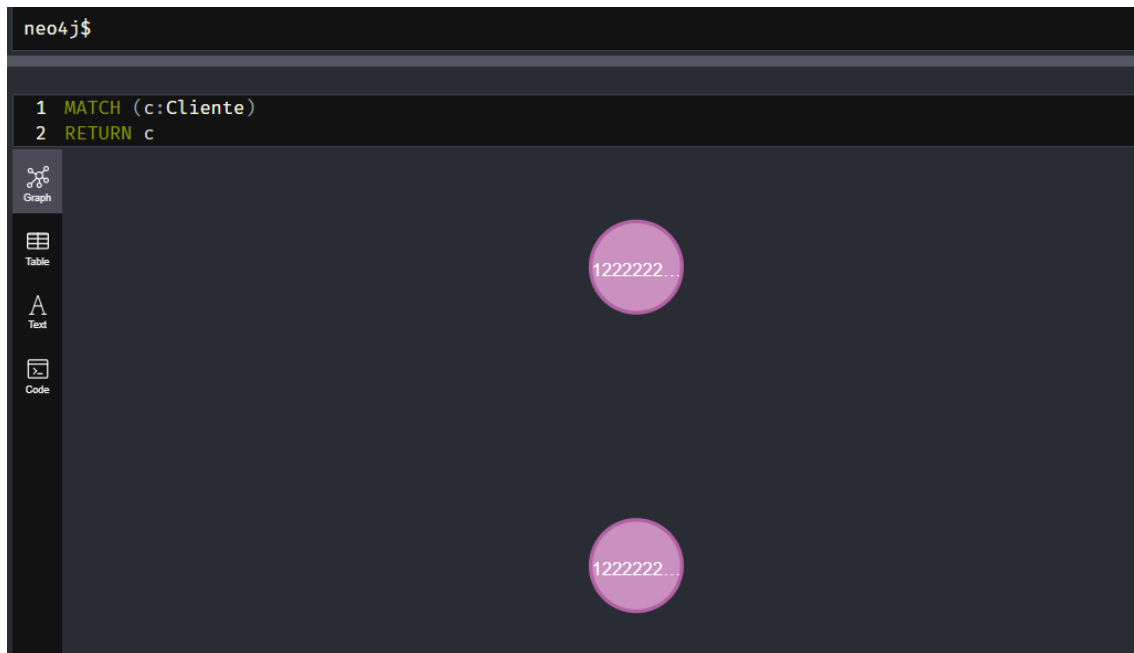 neo4j$
1 MATCH (c:Cliente)
2 RETURN c
Graph
Table
A
Text
Code
1222222...
1222222...